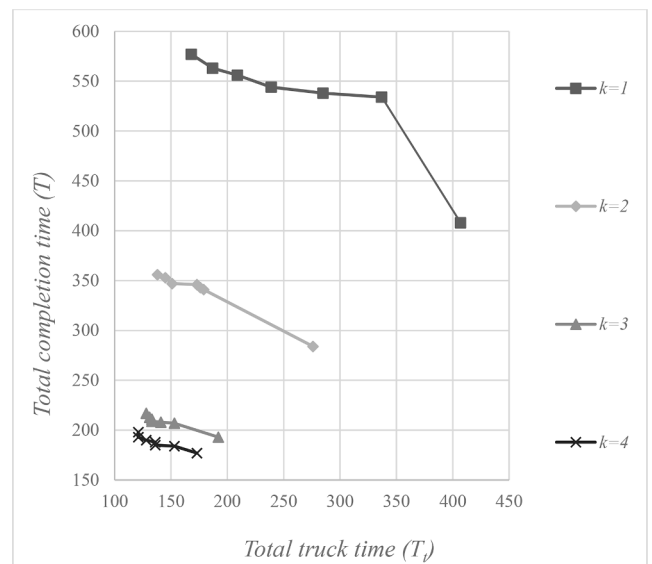 600
550
500
450
400
350
300
250
200
150
100 150 200 250 300 350 400 450
Total completion time (T)
Total truck time (Tₜ)
k=1
k=2
k=3
k=4